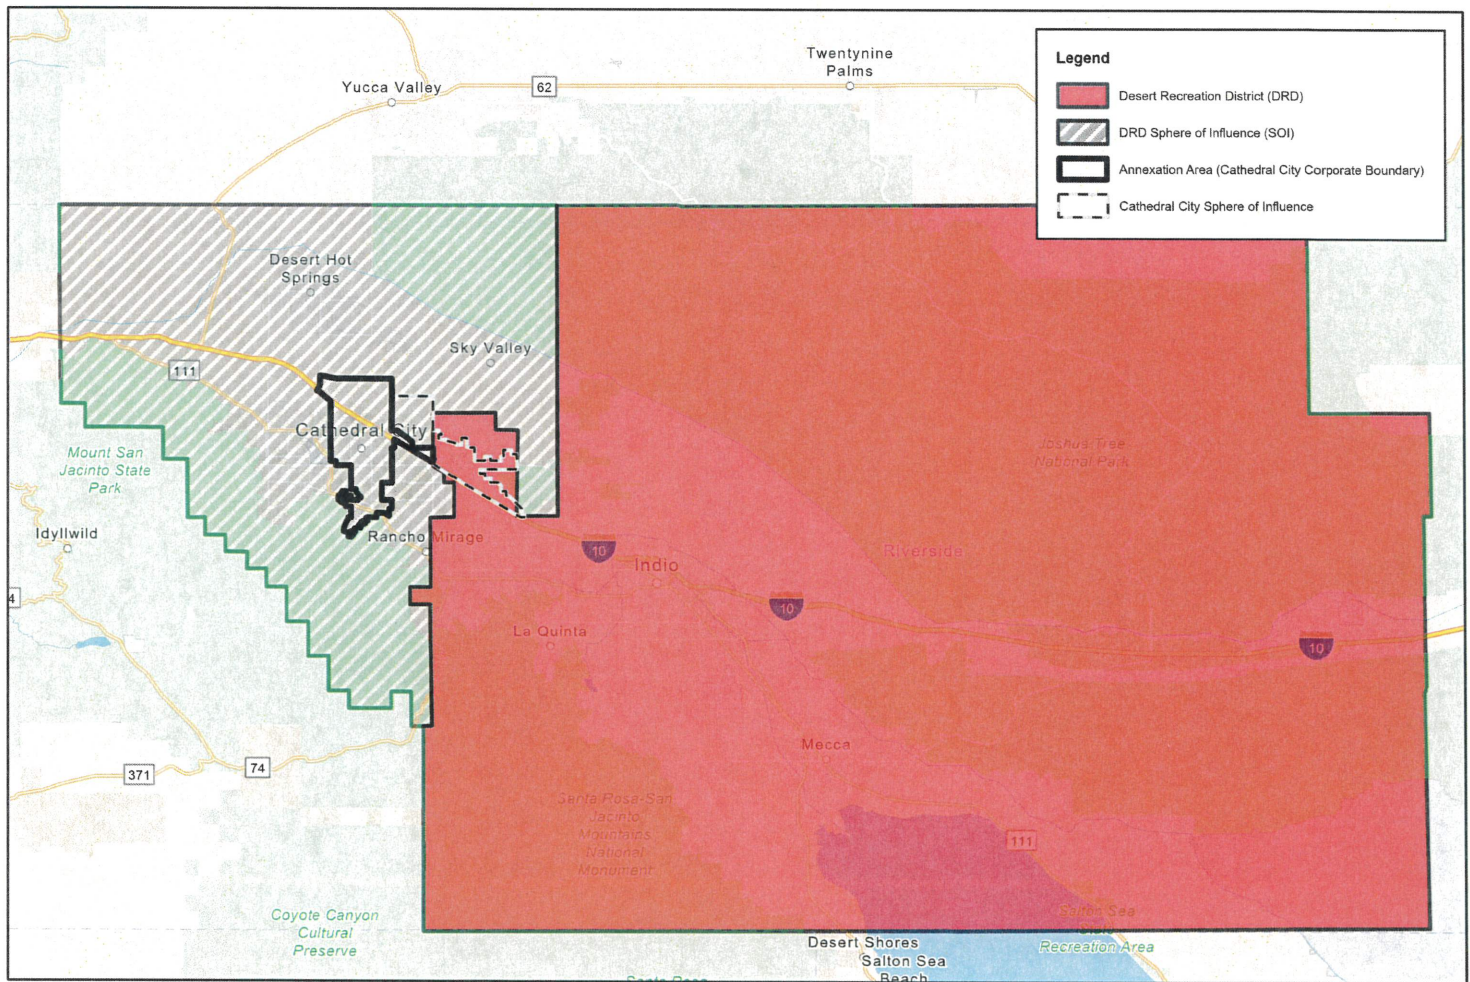 Twentynine
Palms
Yucca Valley
62
Legend
Desert Recreation District (DRD)
DRD Sphere of Influence (SOI)
Annexation Area (Cathedral City Corporate Boundary)
Cathedral City Sphere of Influence
Desert Hot
Springs
Sky Valley
111
Cathedral City
Mount San
Jacinto State
Park
Joshua Tree
National Park
Idyllwild
Rancho Mirage
10
Riverside
Indio
4
10
La Quinta
10
Mecca
371
74
Santa Rosa-San
Jacinto
Mountains
National
Monument
111
Coyote Canyon
Cultural
Preserve
Salton Sea
State
Recreation Area
Desert Shores
Salton Sea
Beach
Santa Rosa